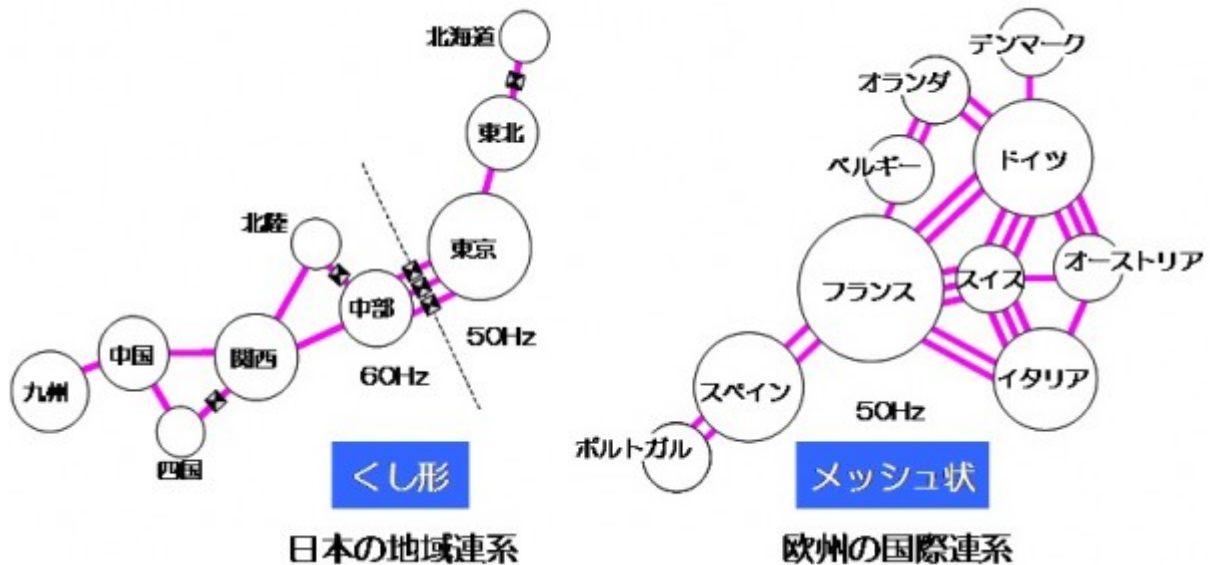 北海道
東北
北陸
東京
中部
中国
関西
九州
四国
50Hz
60Hz
くし形
日本の地域連系
デンマーク
オランダ
ドイツ
ベルギー
オーストリア
スイス
フランス
イタリア
スペイン
ポルトガル
50Hz
メッシュ状
欧州の国際連系